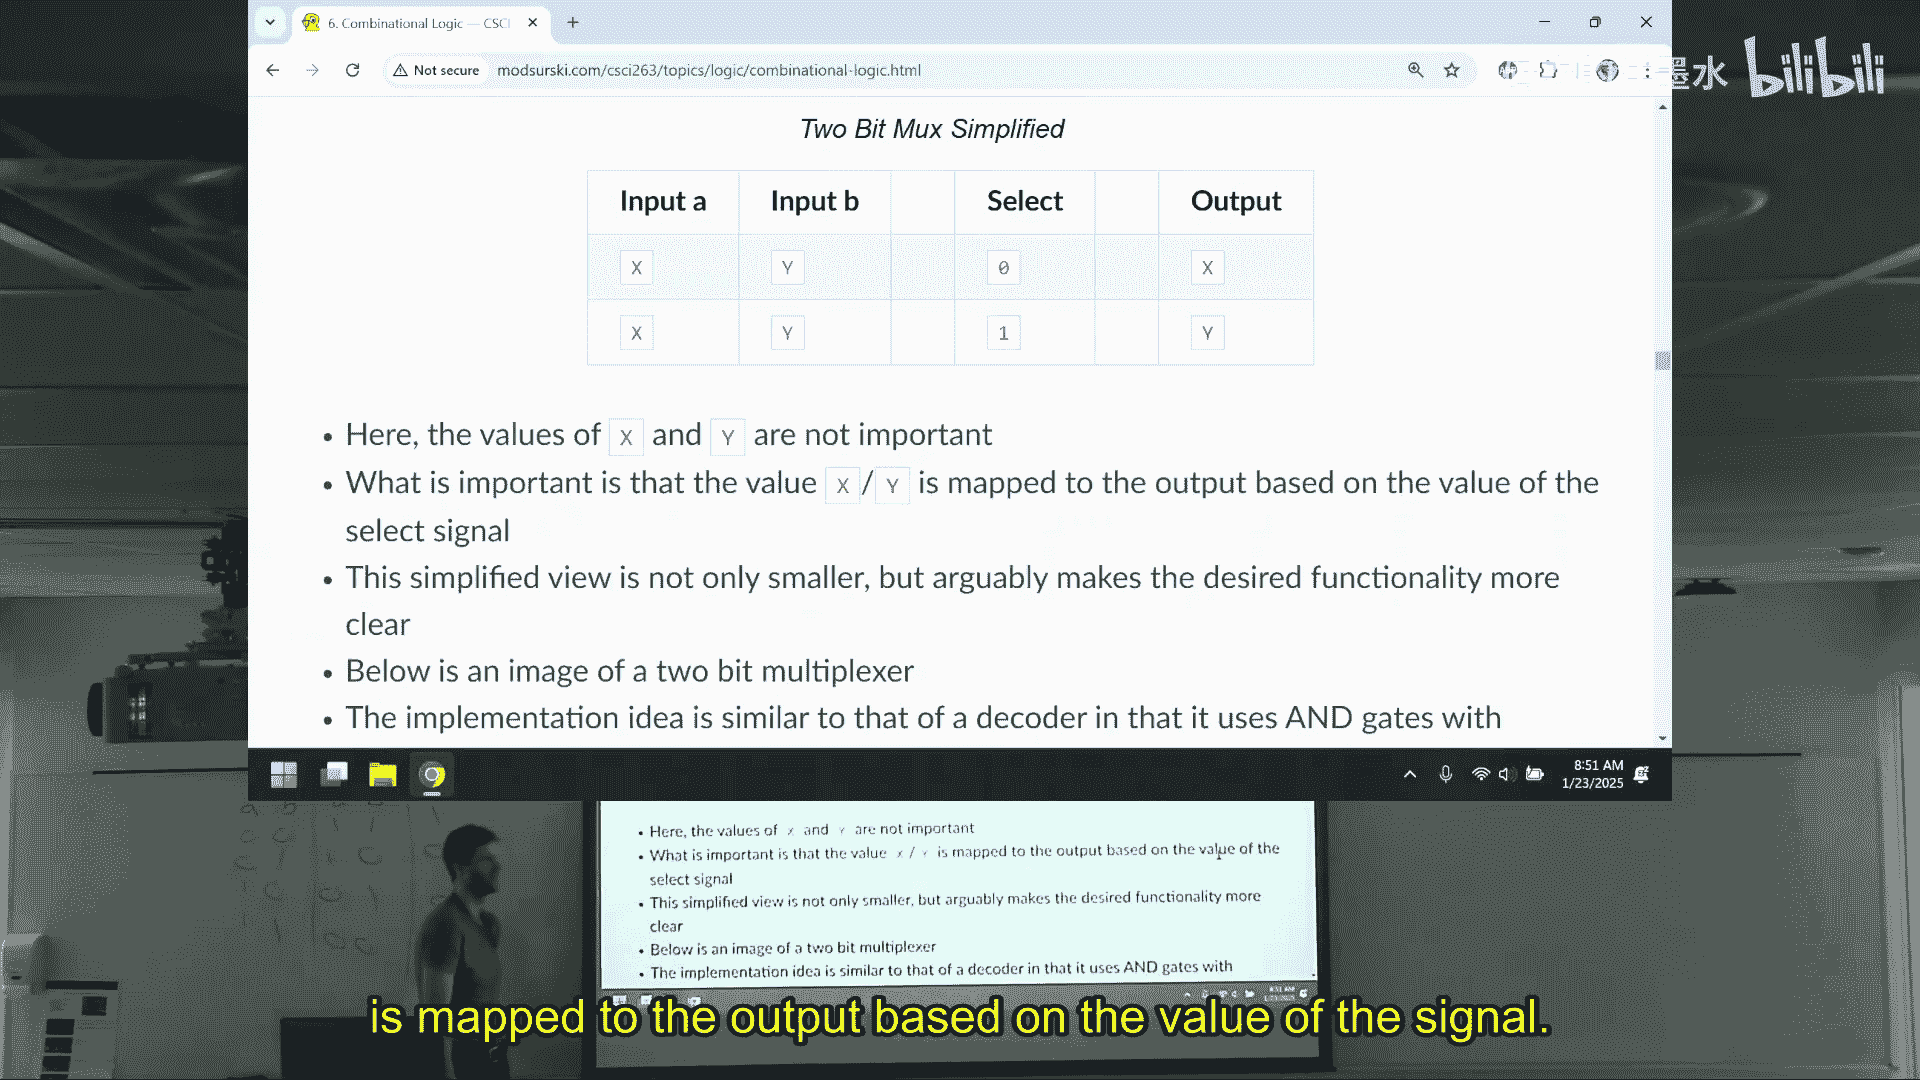 6. Combinational Logic — CSCI
Not secure
modsurski.com/csci263/topics/logic/combinational-logic.html
墨水 bilibili
Two Bit Mux Simplified
Input a Input b Select Output
X Y 0 X
X Y 1 Y
• Here, the values of X and Y are not important
• What is important is that the value X / Y is mapped to the output based on the value of the
select signal
• This simplified view is not only smaller, but arguably makes the desired functionality more
clear
• Below is an image of a two bit multiplexer
• The implementation idea is similar to that of a decoder in that it uses AND gates with
8:51 AM
1/23/2025
• Here, the values of X and Y are not important
• What is important is that the value X / Y is mapped to the output based on the value of the
select signal
• This simplified view is not only smaller, but arguably makes the desired functionality more
clear
• Below is an image of a two bit multiplexer
• The implementation idea is similar to that of a decoder in that it uses AND gates with
is mapped to the output based on the value of the signal.